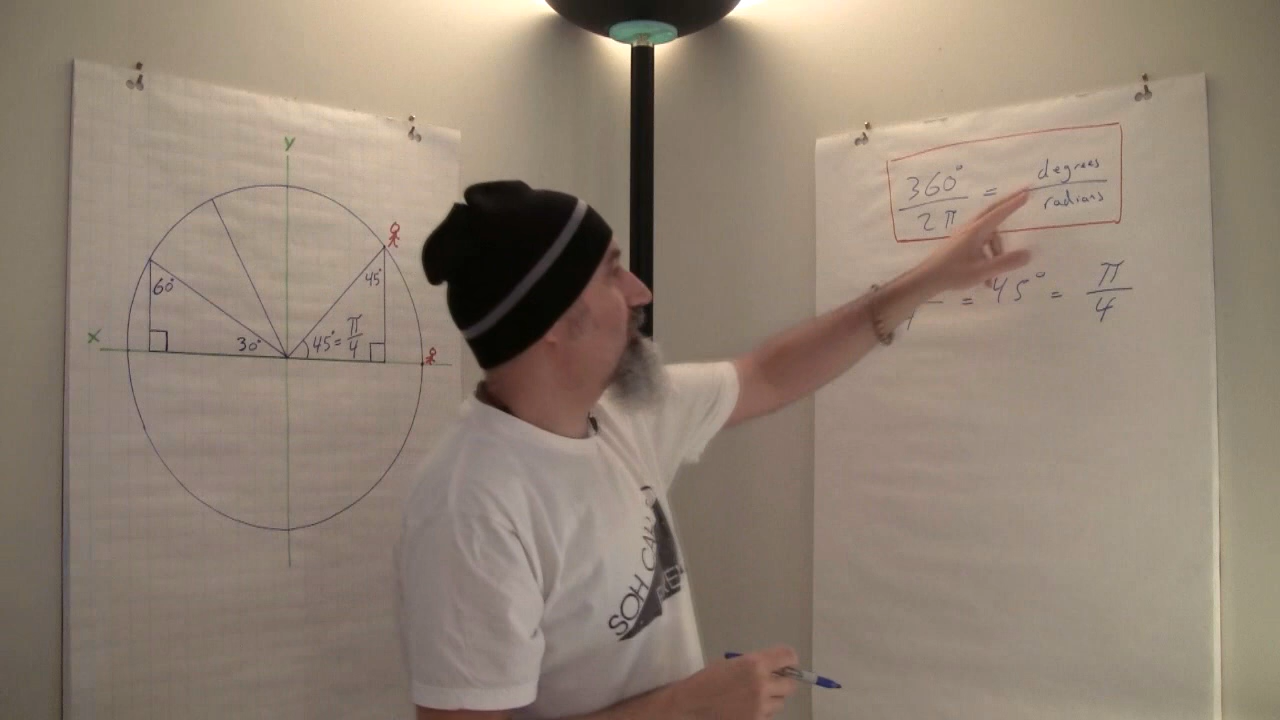 y
60°
45°
x
30°
45° = π/4
360°/2π = degrees/radians
= 45° = π/4
SOH CAH